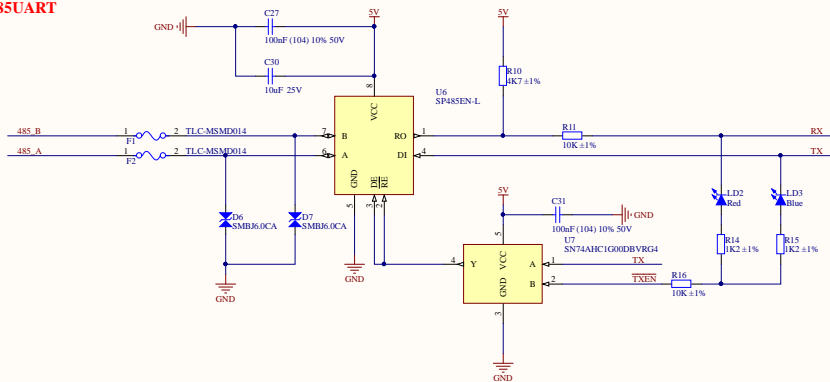 85UART
C27
5V
5V
GND
100nF (104) 10% 50V
C30
10uF 25V
R10
4K7 ±1%
8
U6
SP485EN-L
VCC
485_B
1
2
TLC-MSMD014
F1
7
B
RO
1
R11
10K ±1%
RX
485_A
1
2
TLC-MSMD014
F2
6
A
DI
4
TX
GND
DE
RE
5
3
2
D6
SMBJ6.0CA
D7
SMBJ6.0CA
5V
C31
GND
100nF (104) 10% 50V
LD2
Red
LD3
Blue
5
U7
SN74AHC1G00DBVRG4
R14
1K2 ±1%
R15
1K2 ±1%
4
Y
VCC
GND
A
1
TX
B
2
TXEN
R16
10K ±1%
GND
GND
3
GND